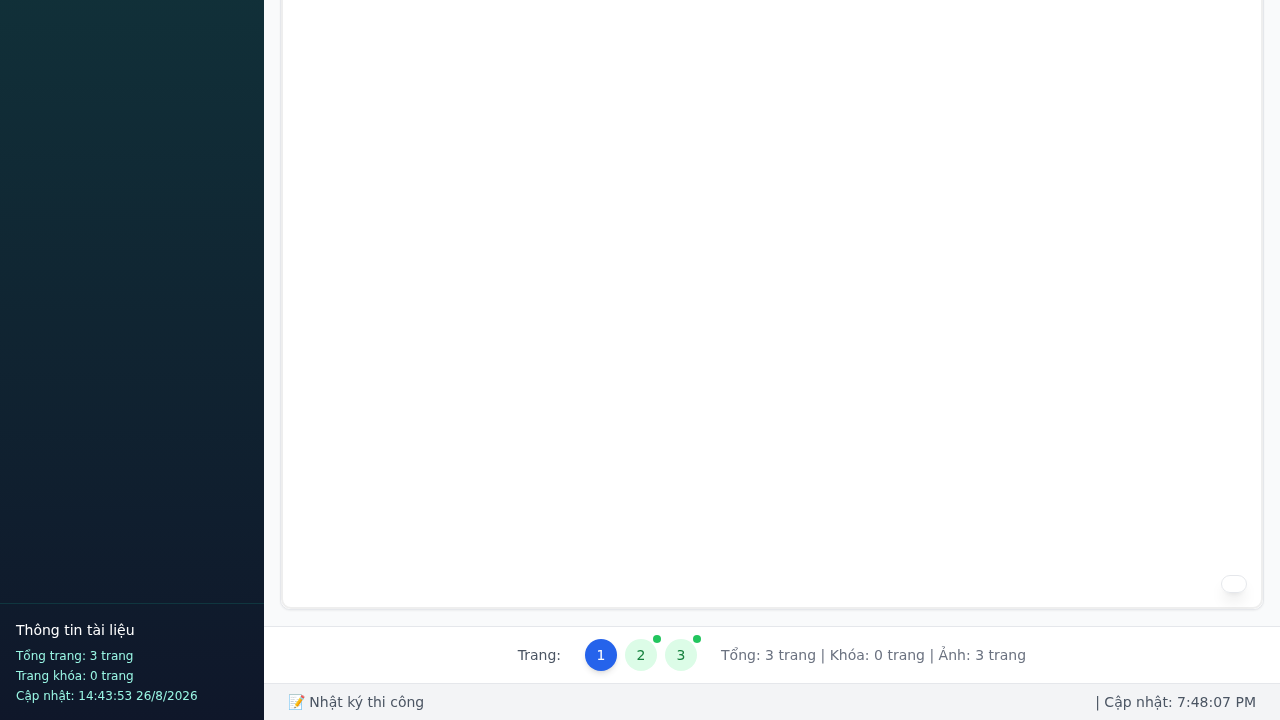 Thông tin tài liệu
Tổng trang: 3 trang
Trang khóa: 0 trang
Cập nhật: 14:43:53 26/8/2026
Trang: 1 2 3 Tổng: 3 trang | Khóa: 0 trang | Ảnh: 3 trang
📝 Nhật ký thi công | Cập nhật: 7:48:07 PM